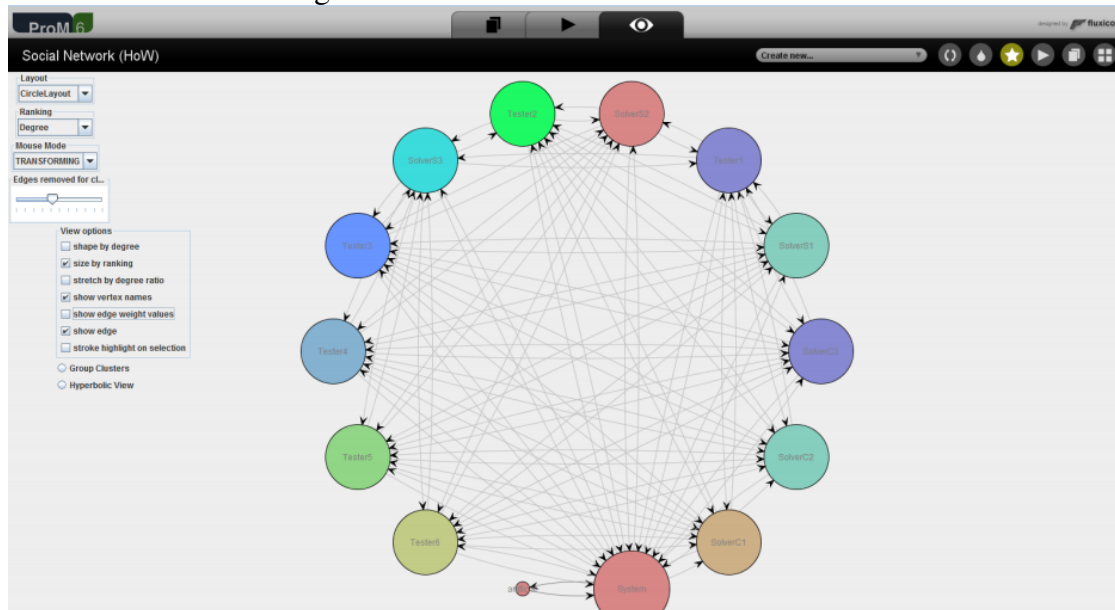 ProM 6
designed by fluxico
Social Network (HoW)
Create new...
Layout
CircleLayout
Ranking
Degree
Mouse Mode
TRANSFORMING
Edges removed for cl...
View options
shape by degree
size by ranking
stretch by degree ratio
show vertex names
show edge weight values
show edge
stroke highlight on selection
Group Clusters
Hyperbolic View
Tester2
SolverS2
SolverS3
Tester1
Tester3
SolverS1
Tester4
SolverC3
Tester5
SolverC2
Tester6
SolverC1
System